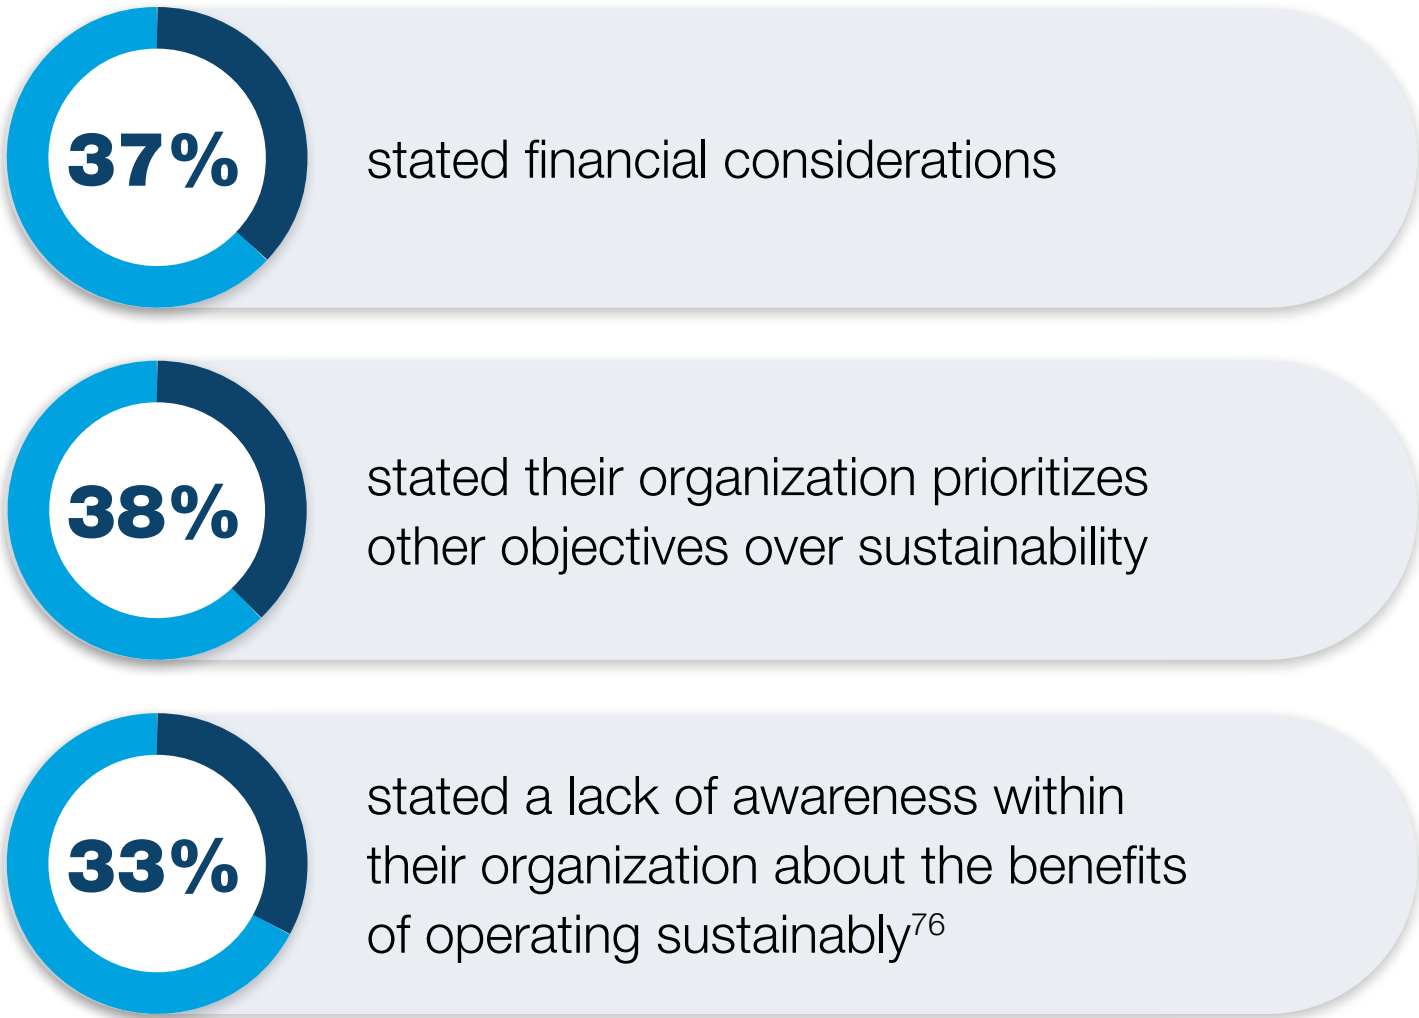 37%
stated financial considerations
38%
stated their organization prioritizes
other objectives over sustainability
33%
stated a lack of awareness within
their organization about the benefits
of operating sustainably76